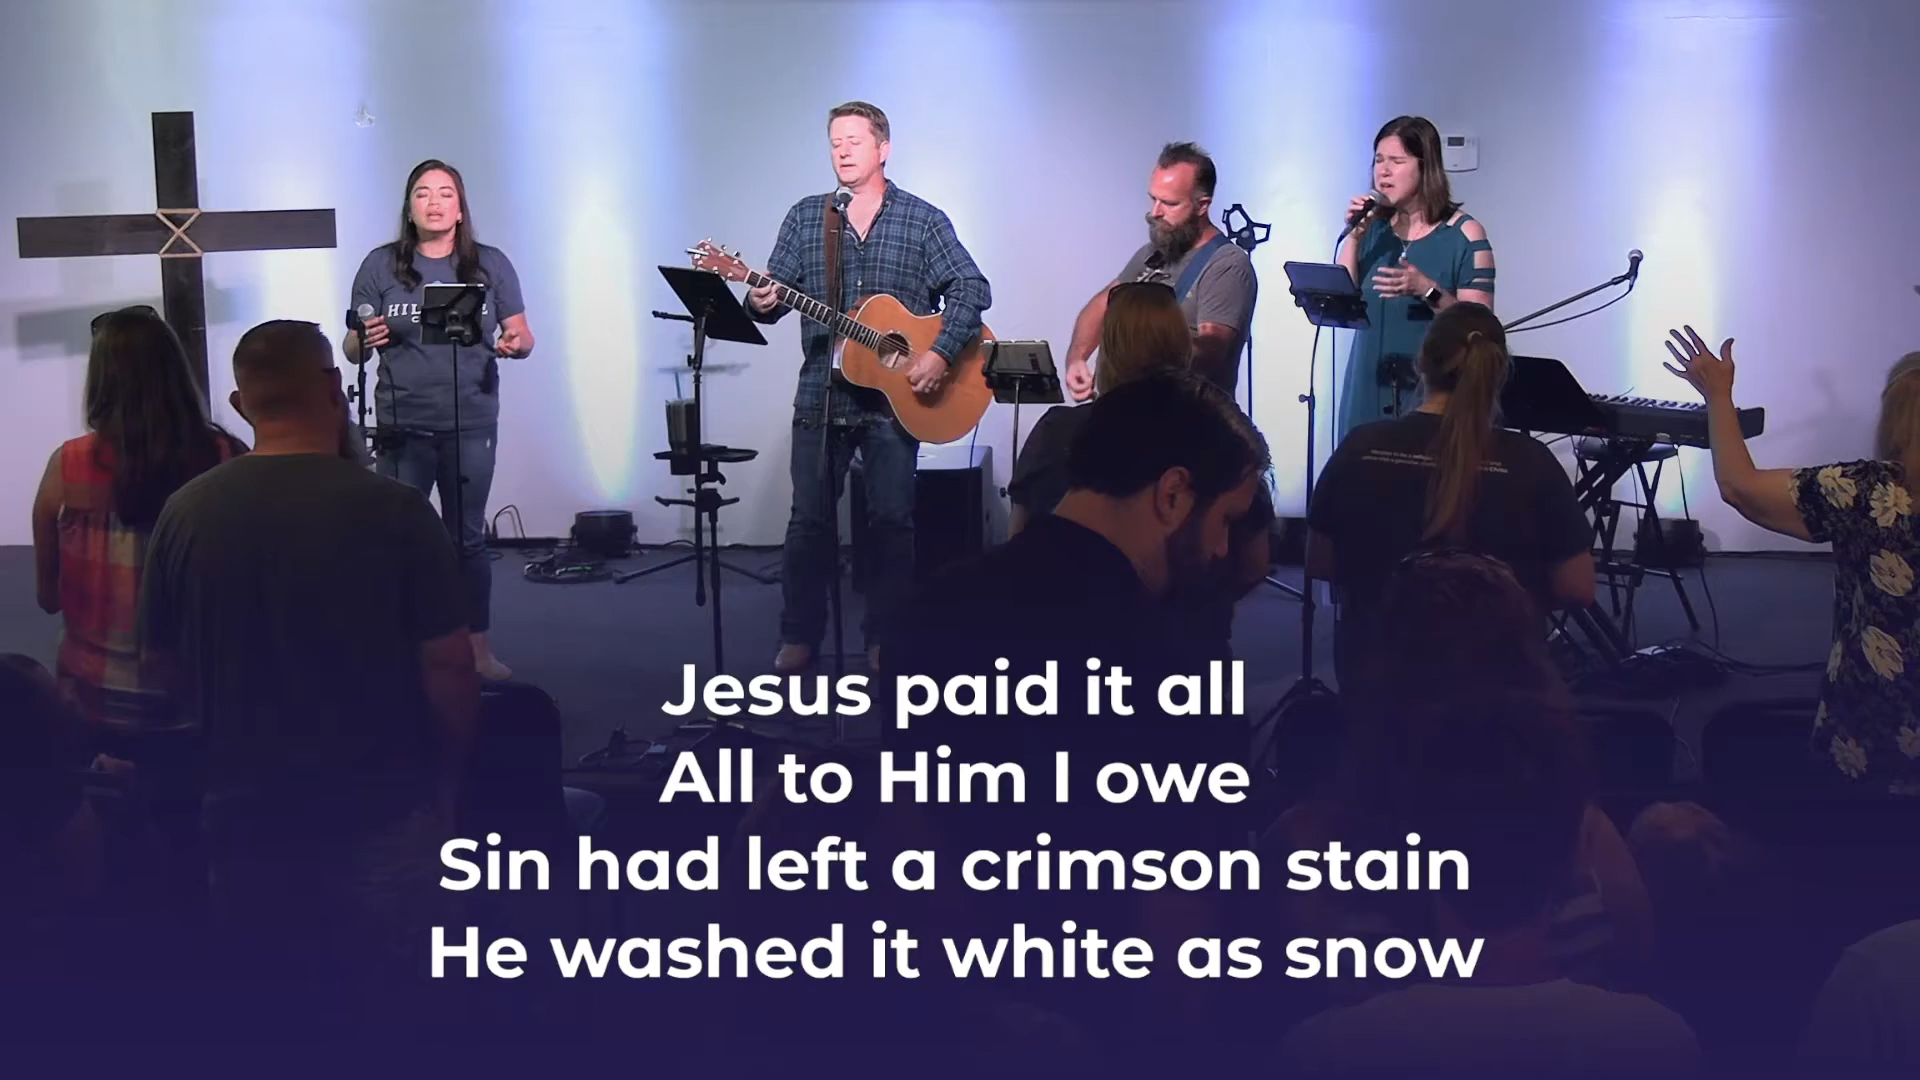 Jesus paid it all
All to Him I owe
Sin had left a crimson stain
He washed it white as snow